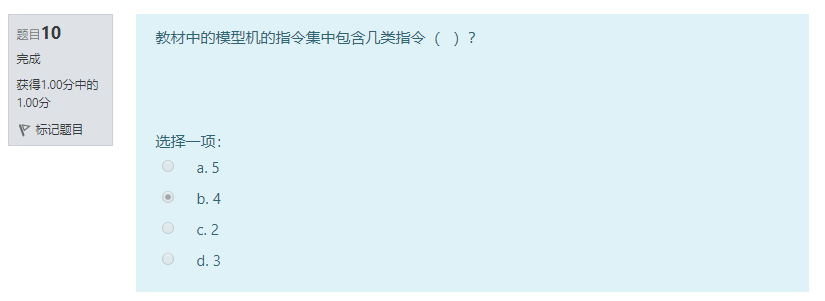 题目10
完成
获得1.00分中的
1.00分
标记题目
教材中的模型机的指令集中包含几类指令（ ）？
选择一项：
a. 5
b. 4
c. 2
d. 3